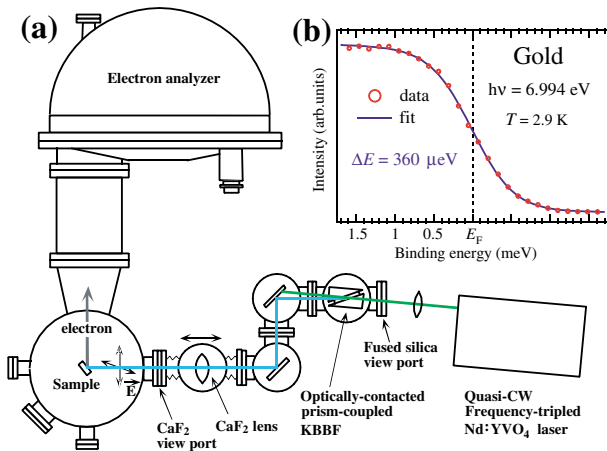 (a)
Electron analyzer
electron
Sample
E
CaF2
view port
CaF2 lens
Optically-contacted
prism-coupled
KBBF
Fused silica
view port
Quasi-CW
Frequency-tripled
Nd:YVO4 laser
(b)
Intensity (arb.units)
Gold
hν = 6.994 eV
T = 2.9 K
data
fit
ΔE = 360 μeV
1.5 1 0.5 EF
Binding energy (meV)